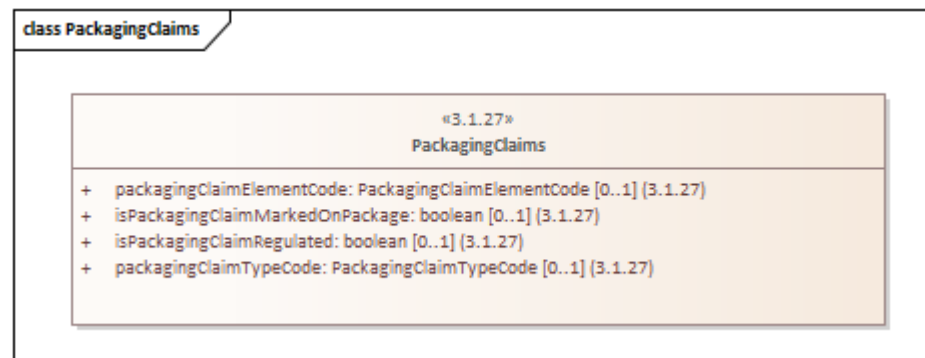 class PackagingClaims
«3.1.27»
PackagingClaims
+ packagingClaimElementCode: PackagingClaimElementCode [0..1] (3.1.27)
+ isPackagingClaimMarkedOnPackage: boolean [0..1] (3.1.27)
+ isPackagingClaimRegulated: boolean [0..1] (3.1.27)
+ packagingClaimTypeCode: PackagingClaimTypeCode [0..1] (3.1.27)